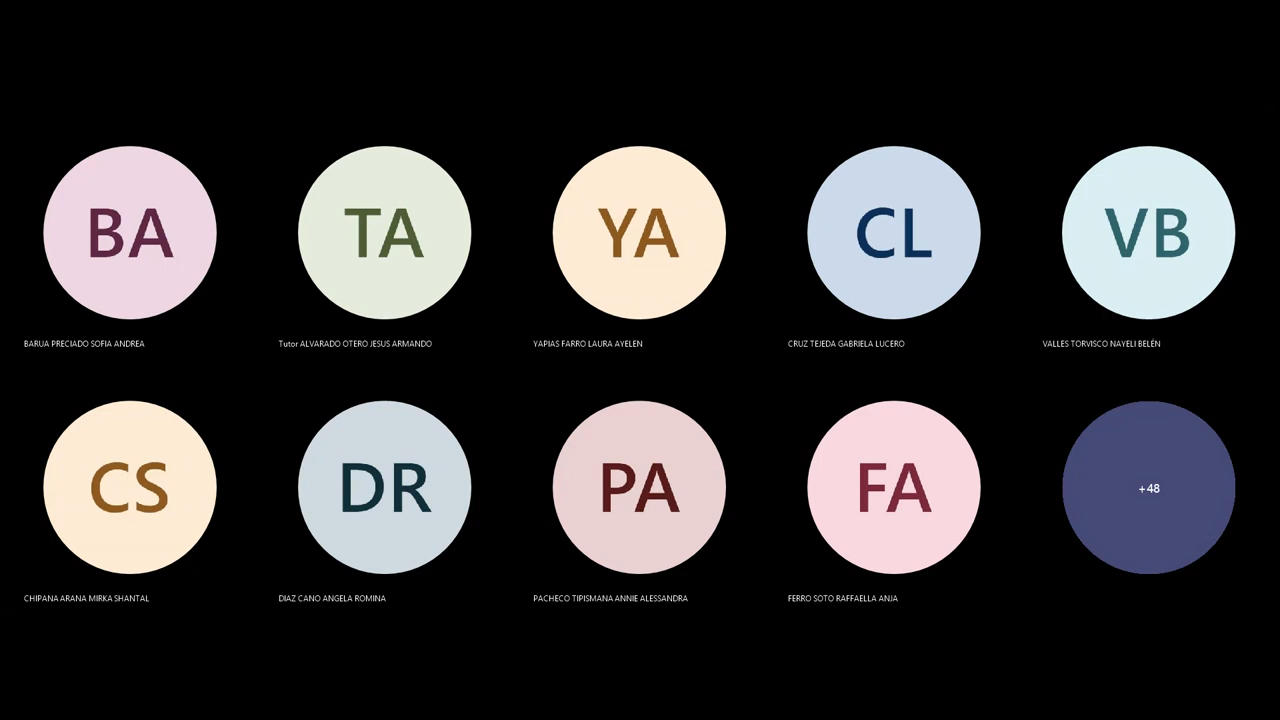 BA
TA
YA
CL
VB
BARUA PRECIADO SOFIA ANDREA
Tutor ALVARADO OTERO JESUS ARMANDO
YAPIAS FARRO LAURA AYELEN
CRUZ TEJEDA GABRIELA LUCERO
VALLES TORVISCO NAYELI BELÉN
CS
DR
PA
FA
+48
CHIPANA ARANA MIRKA SHANTAL
DIAZ CANO ANGELA ROMINA
PACHECO TIPISMANA ANNIE ALESSANDRA
FERRO SOTO RAFFAELLA ANJA